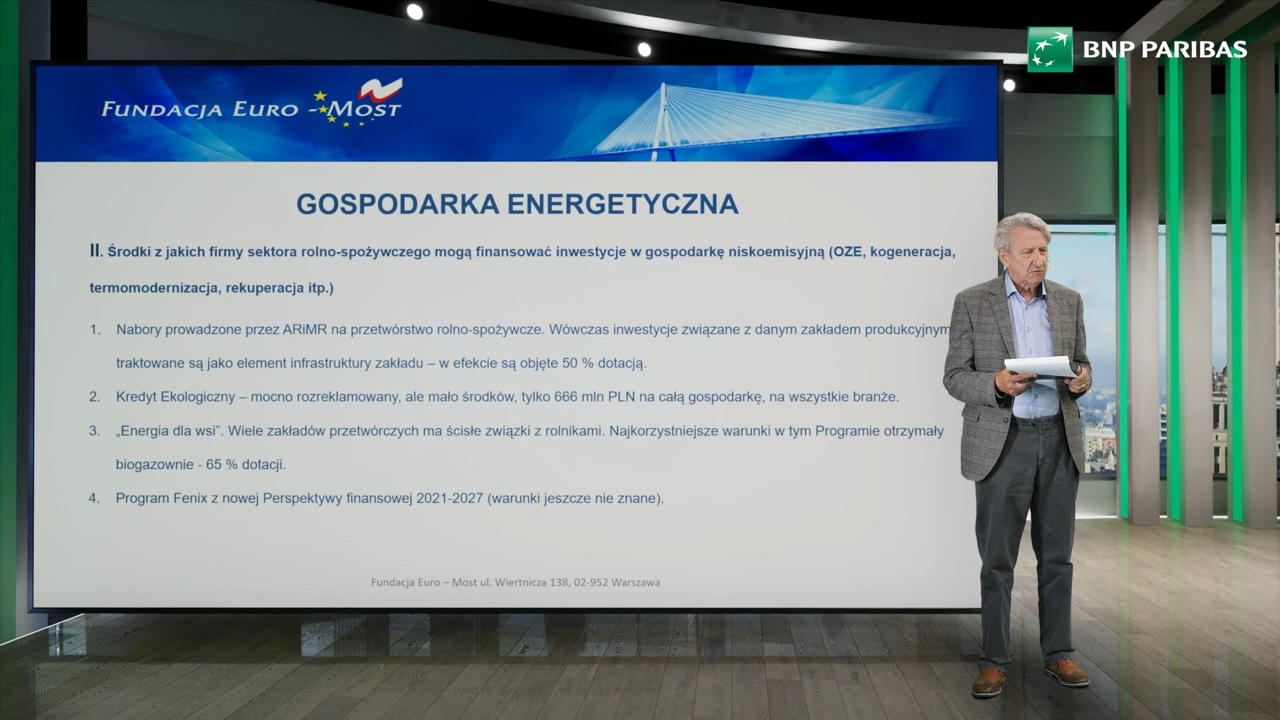 BNP PARIBAS
FUNDACJA EURO - MOST
GOSPODARKA ENERGETYCZNA
II. Środki z jakich firmy sektora rolno-spożywczego mogą finansować inwestycje w gospodarkę niskoemisyjną (OZE, kogeneracja,
termomodernizacja, rekuperacja itp.)
1. Nabory prowadzone przez ARiMR na przetwórstwo rolno-spożywcze. Wówczas inwestycje związane z danym zakładem produkcyjnym
traktowane są jako element infrastruktury zakładu – w efekcie są objęte 50 % dotacją.
2. Kredyt Ekologiczny – mocno rozreklamowany, ale mało środków, tylko 666 mln PLN na całą gospodarkę, na wszystkie branże.
3. „Energia dla wsi”. Wiele zakładów przetwórczych ma ścisłe związki z rolnikami. Najkorzystniejsze warunki w tym Programie otrzymały
biogazownie - 65 % dotacji.
4. Program Fenix z nowej Perspektywy finansowej 2021-2027 (warunki jeszcze nie znane).
Fundacja Euro – Most ul. Wiertnicza 138, 02-952 Warszawa